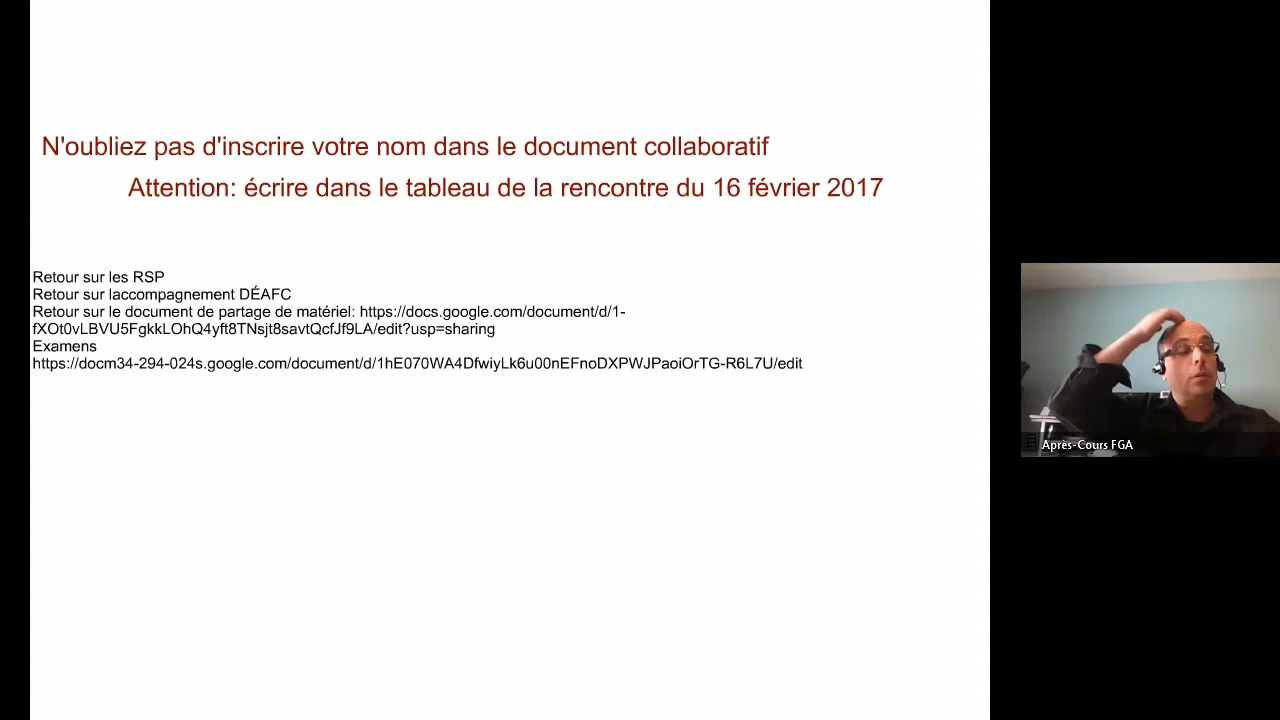 N'oubliez pas d'inscrire votre nom dans le document collaboratif
Attention: écrire dans le tableau de la rencontre du 16 février 2017
Retour sur les RSP
Retour sur laccompagnement DÉAFC
Retour sur le document de partage de matériel: https://docs.google.com/document/d/1-
fXOt0vLBVU5FgkkLOhQ4yft8TNsjt8savtQcfJf9LA/edit?usp=sharing
Examens
https://docm34-294-024s.google.com/document/d/1hE070WA4DfwiyLk6u00nEFnoDXPWJPaoiOrTG-R6L7U/edit
Après-Cours FGA